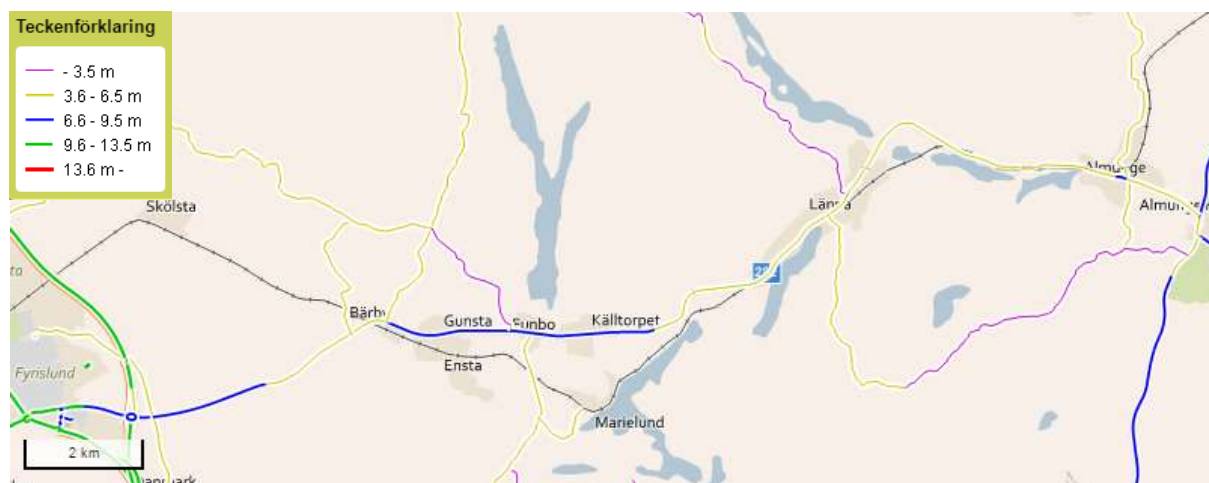 Teckenförklaring
- 3.5 m
3.6 - 6.5 m
6.6 - 9.5 m
9.6 - 13.5 m
13.6 m -
Skölsta
Länna
Almunge
Bärby
Gunsta
Funbo
Källtorpet
Ensta
Fyrislund
Marielund
2 km